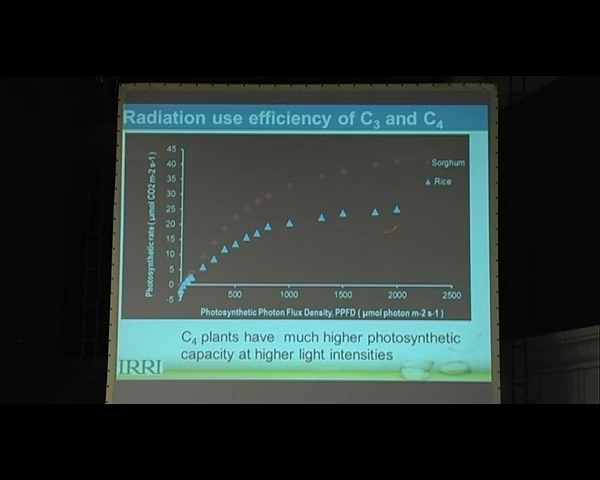 Radiation use efficiency of C₃ and C₄
45
40
35
30
25
20
15
10
5
0
-5
Photosynthetic rate ( µmol CO2 m-2 s-1)
Sorghum
Rice
500
1000
1500
2000
2500
Photosynthetic Photon Flux Density, PPFD ( µmol photon m-2 s-1 )
C₄ plants have much higher photosynthetic
capacity at higher light intensities
IRRI